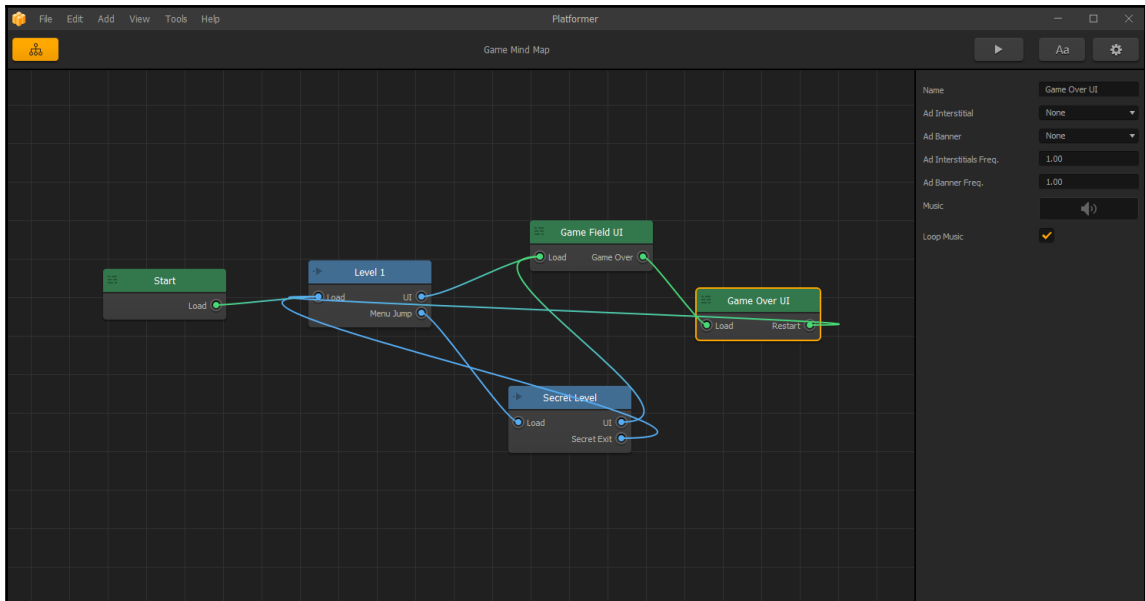 File Edit Add View Tools Help Platformer
Game Mind Map Aa
Name Game Over UI
Ad Interstitial None
Ad Banner None
Ad Interstitials Freq. 1.00
Ad Banner Freq. 1.00
Music
Loop Music
Start
Load
Level 1
Load UI
Menu Jump
Game Field UI
Load Game Over
Game Over UI
Load Restart
Secret Level
Load UI
Secret Exit